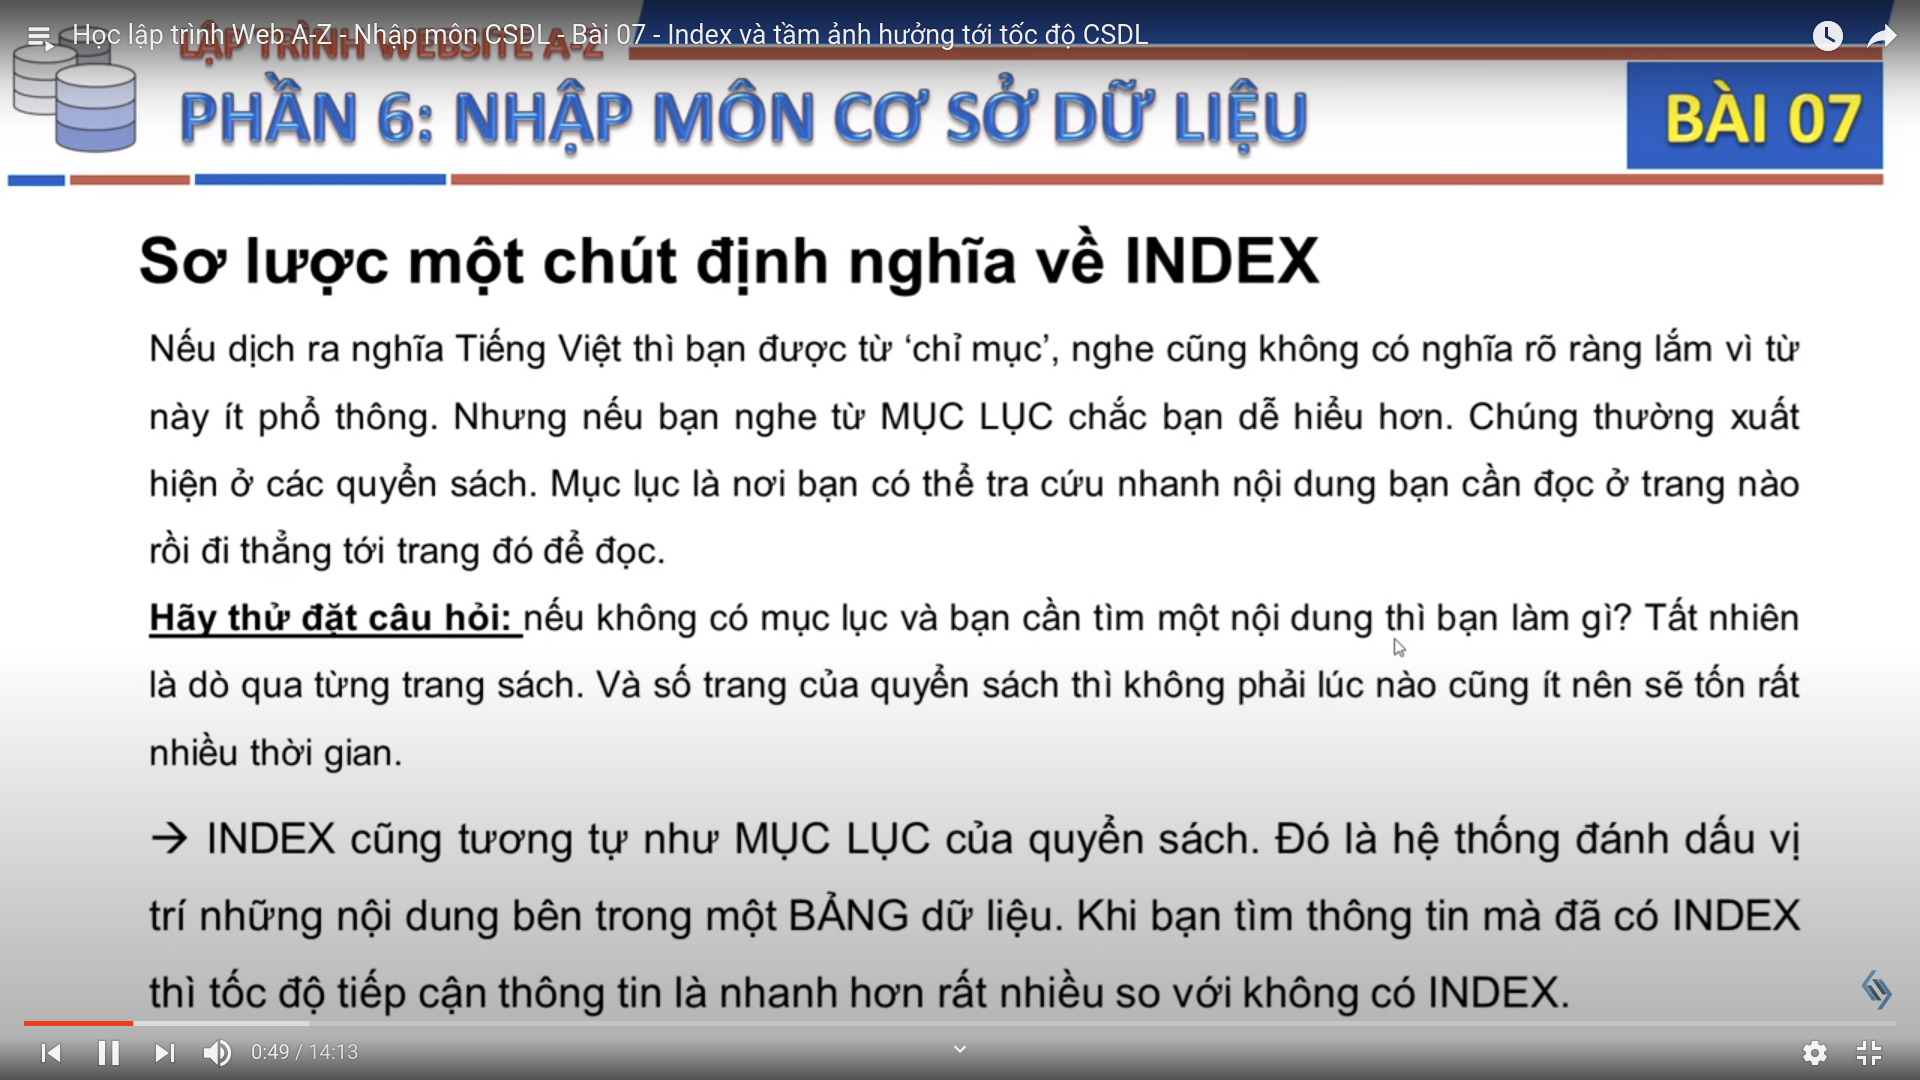 Học lập trình Web A-Z - Nhập môn CSDL - Bài 07 - Index và tầm ảnh hưởng tới tốc độ CSDL
LẬP TRÌNH WEBSITE A-Z
PHẦN 6: NHẬP MÔN CƠ SỞ DỮ LIỆU
BÀI 07
Sơ lược một chút định nghĩa về INDEX
Nếu dịch ra nghĩa Tiếng Việt thì bạn được từ ‘chỉ mục’, nghe cũng không có nghĩa rõ ràng lắm vì từ
này ít phổ thông. Nhưng nếu bạn nghe từ MỤC LỤC chắc bạn dễ hiểu hơn. Chúng thường xuất
hiện ở các quyển sách. Mục lục là nơi bạn có thể tra cứu nhanh nội dung bạn cần đọc ở trang nào
rồi đi thẳng tới trang đó để đọc.
Hãy thử đặt câu hỏi: nếu không có mục lục và bạn cần tìm một nội dung thì bạn làm gì? Tất nhiên
là dò qua từng trang sách. Và số trang của quyển sách thì không phải lúc nào cũng ít nên sẽ tốn rất
nhiều thời gian.
→ INDEX cũng tương tự như MỤC LỤC của quyển sách. Đó là hệ thống đánh dấu vị
trí những nội dung bên trong một BẢNG dữ liệu. Khi bạn tìm thông tin mà đã có INDEX
thì tốc độ tiếp cận thông tin là nhanh hơn rất nhiều so với không có INDEX.
0:49 / 14:13